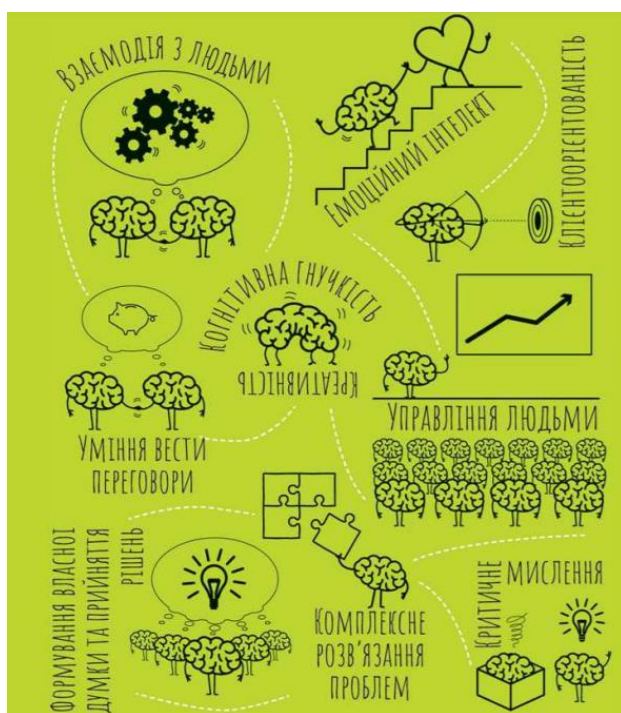 Взаємодія з людьми
Емоційний інтелект
Клієнтоорієнтованість
Когнітивна гнучкість
Креативність
Уміння вести
переговори
Управління людьми
Формування власної
думки та прийняття
рішень
Комплексне
розв'язання
проблем
Критичне мислення